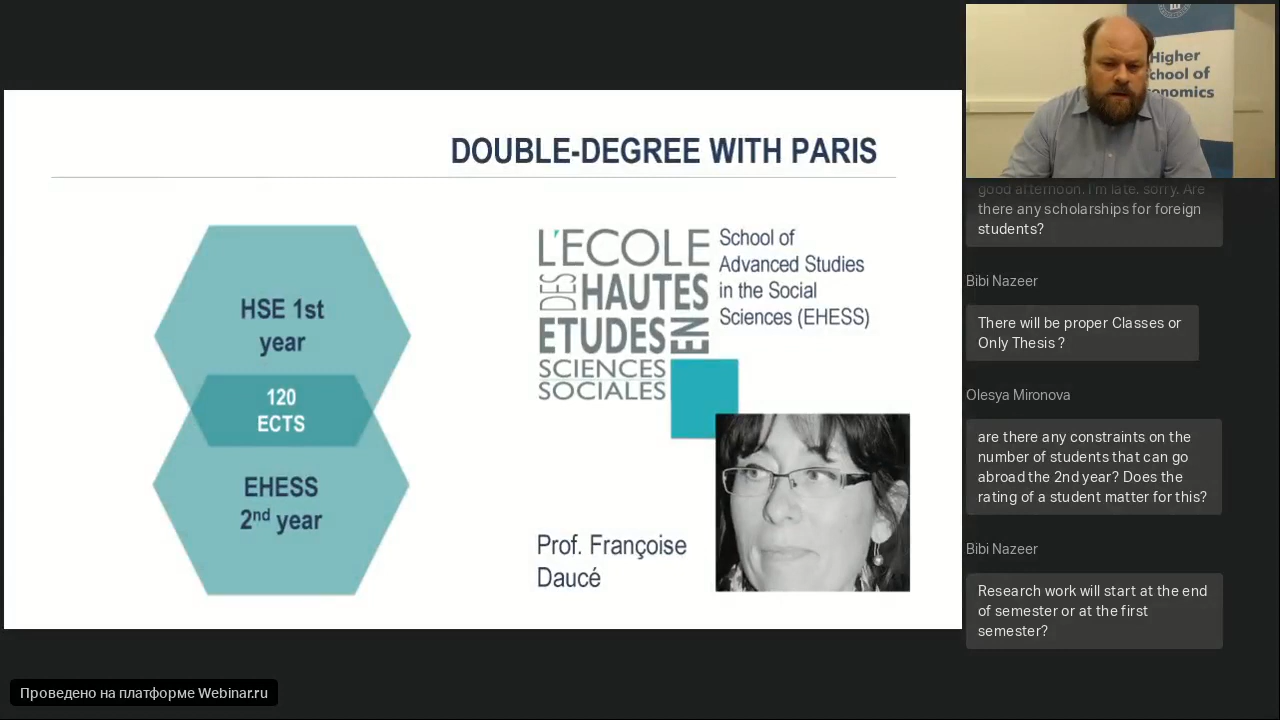 DOUBLE-DEGREE WITH PARIS
HSE 1st
year
120
ECTS
EHESS
2nd year
L'ECOLE
DES HAUTES
ETUDES EN
SCIENCES
SOCIALES
School of
Advanced Studies
in the Social
Sciences (EHESS)
Prof. Françoise
Daucé
Higher
School of
Economics
good afternoon. I'm late. sorry. Are
there any scholarships for foreign
students?
Bibi Nazeer
There will be proper Classes or
Only Thesis ?
Olesya Mironova
are there any constraints on the
number of students that can go
abroad the 2nd year? Does the
rating of a student matter for this?
Bibi Nazeer
Research work will start at the end
of semester or at the first
semester?
Проведено на платформе Webinar.ru